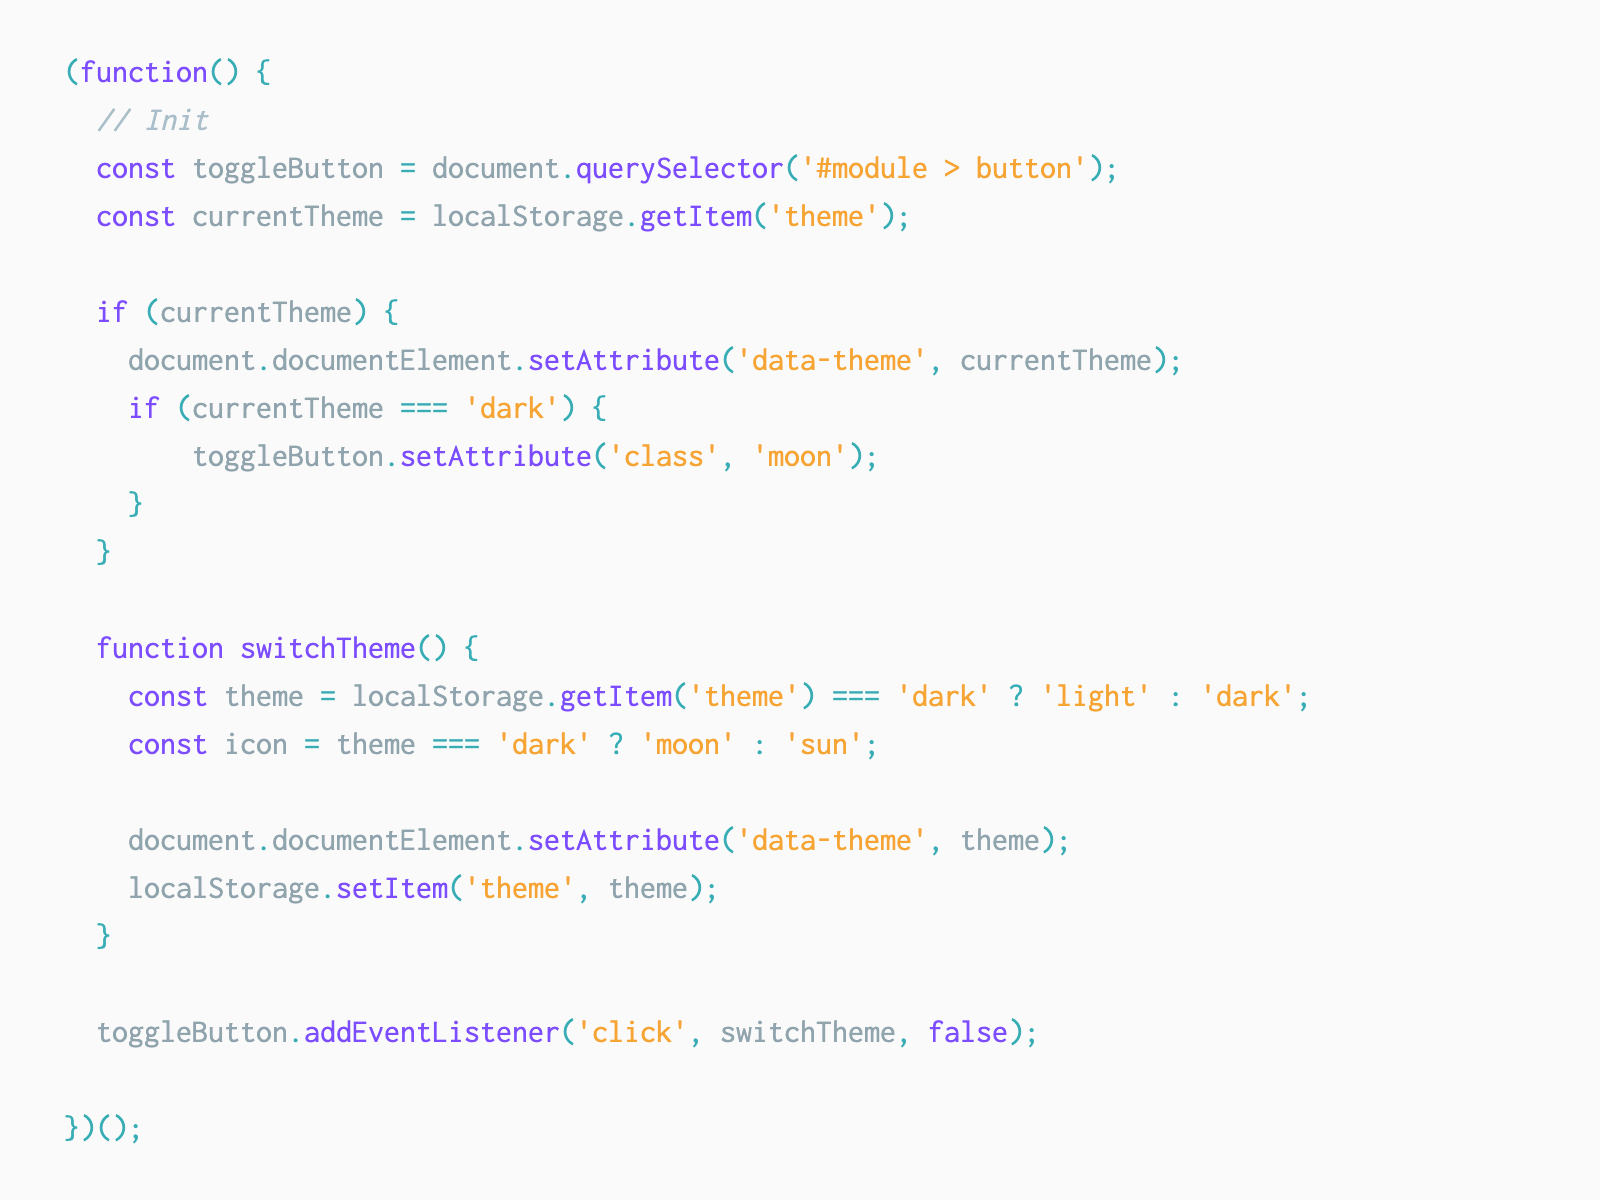 (function() {
  // Init
  const toggleButton = document.querySelector('#module > button');
  const currentTheme = localStorage.getItem('theme');

  if (currentTheme) {
    document.documentElement.setAttribute('data-theme', currentTheme);
    if (currentTheme === 'dark') {
        toggleButton.setAttribute('class', 'moon');
    }
  }

  function switchTheme() {
    const theme = localStorage.getItem('theme') === 'dark' ? 'light' : 'dark';
    const icon = theme === 'dark' ? 'moon' : 'sun';

    document.documentElement.setAttribute('data-theme', theme);
    localStorage.setItem('theme', theme);
  }

  toggleButton.addEventListener('click', switchTheme, false);

})();